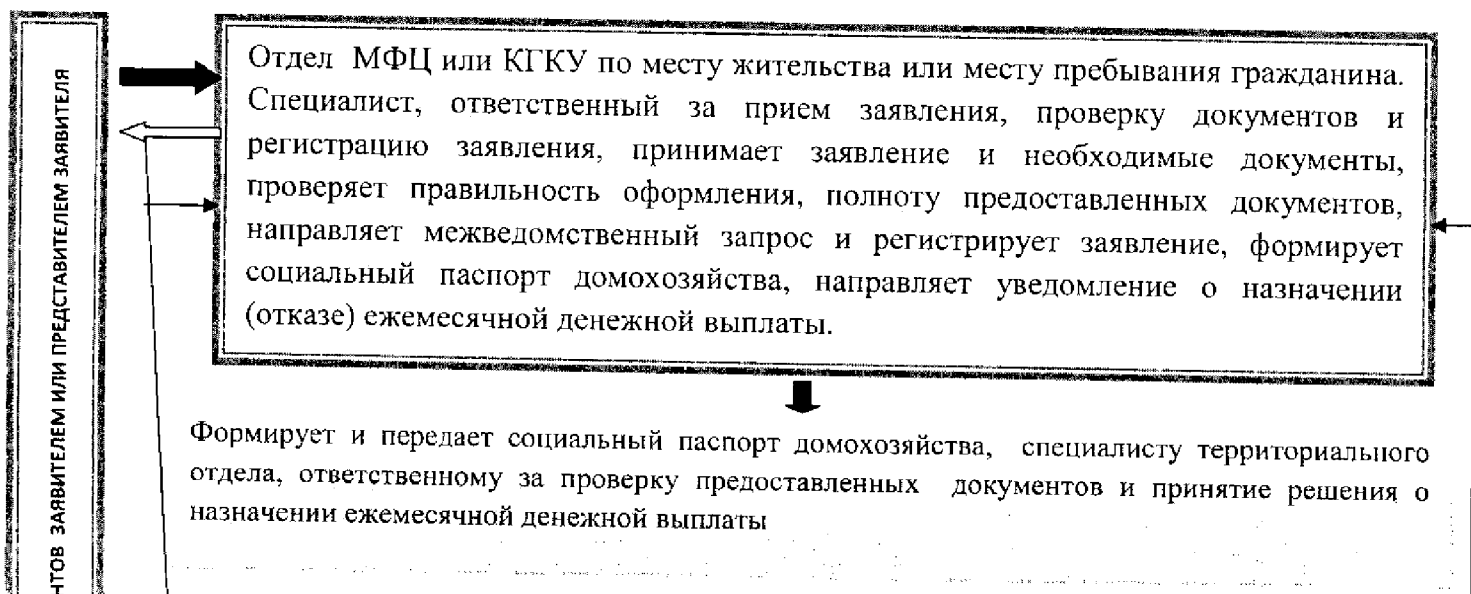 НТОВ ЗАЯВИТЕЛЕМ ИЛИ ПРЕДСТАВИТЕЛЕМ ЗАЯВИТЕЛЯ
Отдел МФЦ или КГКУ по месту жительства или месту пребывания гражданина.
Специалист, ответственный за прием заявления, проверку документов и
регистрацию заявления, принимает заявление и необходимые документы,
проверяет правильность оформления, полноту предоставленных документов,
направляет межведомственный запрос и регистрирует заявление, формирует
социальный паспорт домохозяйства, направляет уведомление о назначении
(отказе) ежемесячной денежной выплаты.
Формирует и передает социальный паспорт домохозяйства, специалисту территориального
отдела, ответственному за проверку предоставленных документов и принятие решения о
назначении ежемесячной денежной выплаты